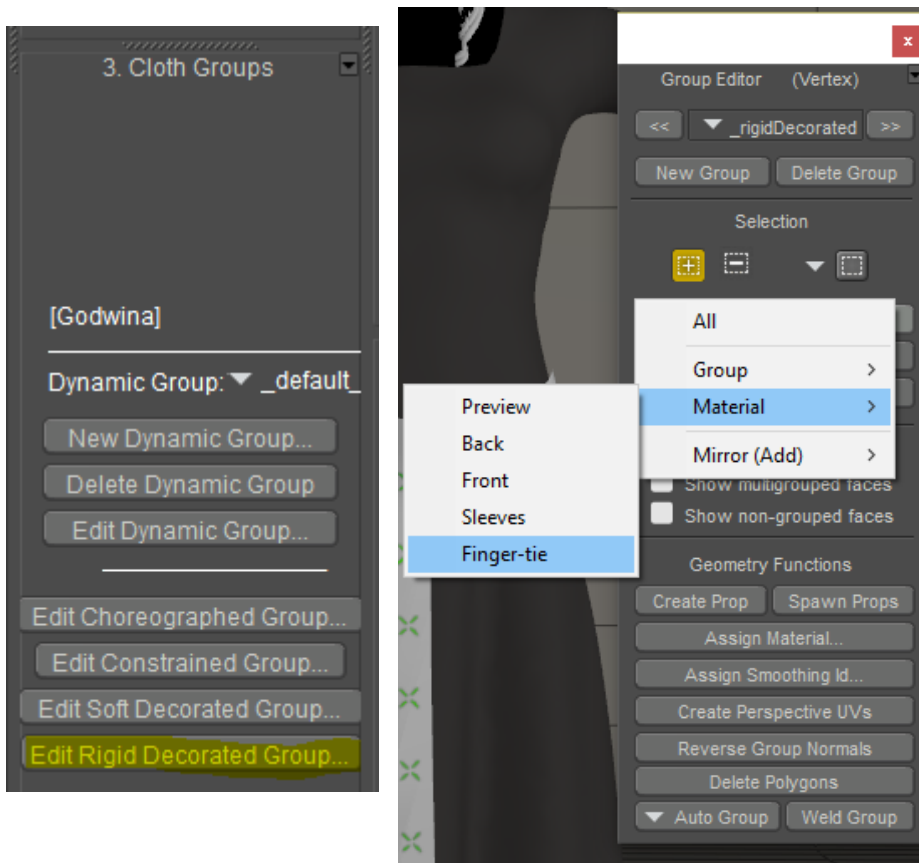 3. Cloth Groups
[Godwina]
Dynamic Group: _default_
New Dynamic Group...
Delete Dynamic Group
Edit Dynamic Group...
Edit Choreographed Group...
Edit Constrained Group...
Edit Soft Decorated Group...
Edit Rigid Decorated Group...
x
Group Editor (Vertex)
<< _rigidDecorated >>
New Group Delete Group
Selection
All
Group >
Material >
Mirror (Add) >
Preview
Back
Front
Sleeves
Finger-tie
Show multigrouped faces
Show non-grouped faces
Geometry Functions
Create Prop Spawn Props
Assign Material...
Assign Smoothing Id...
Create Perspective UVs
Reverse Group Normals
Delete Polygons
Auto Group Weld Group